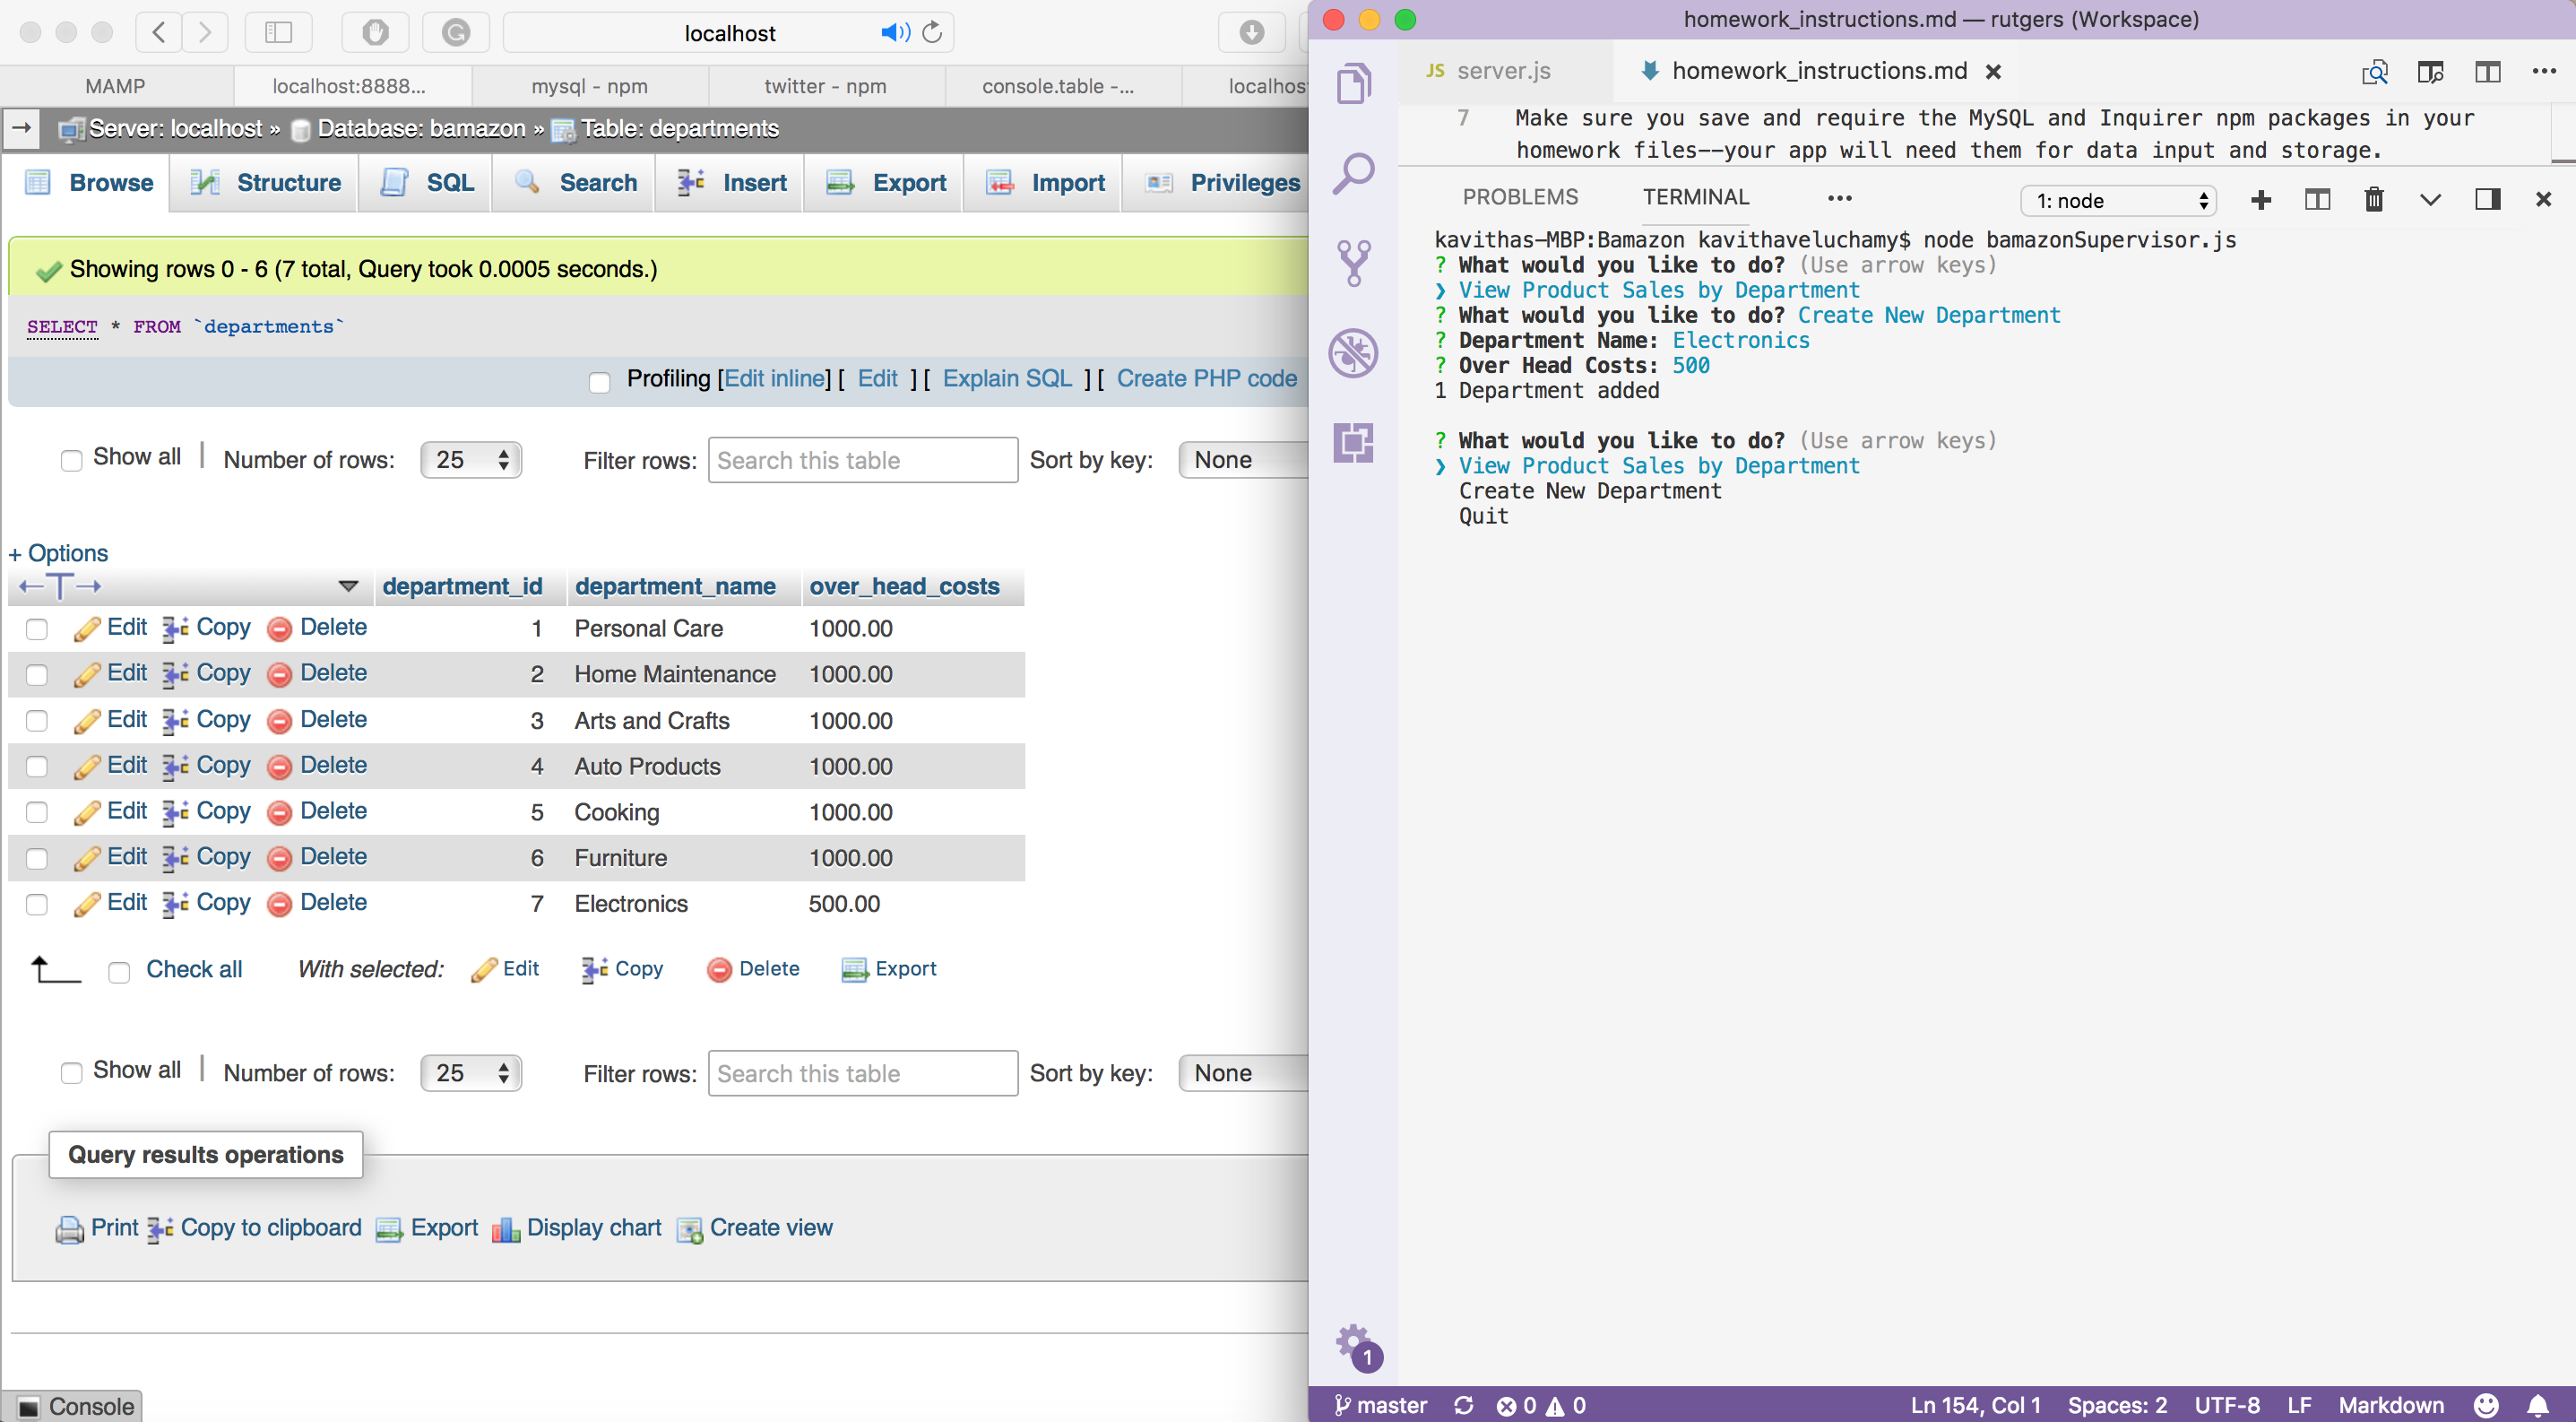 localhost
MAMP
localhost:8888...
mysql - npm
twitter - npm
console.table -...
localhos
Server: localhost » Database: bamazon » Table: departments
Browse
Structure
SQL
Search
Insert
Export
Import
Privileges
Showing rows 0 - 6 (7 total, Query took 0.0005 seconds.)
SELECT * FROM `departments`
Profiling [Edit inline] [ Edit ] [ Explain SQL ] [ Create PHP code
Show all | Number of rows: 25 Filter rows: Search this table Sort by key: None
+ Options
←T→ department_id department_name over_head_costs
Edit Copy Delete 1 Personal Care 1000.00
Edit Copy Delete 2 Home Maintenance 1000.00
Edit Copy Delete 3 Arts and Crafts 1000.00
Edit Copy Delete 4 Auto Products 1000.00
Edit Copy Delete 5 Cooking 1000.00
Edit Copy Delete 6 Furniture 1000.00
Edit Copy Delete 7 Electronics 500.00
Check all With selected: Edit Copy Delete Export
Show all | Number of rows: 25 Filter rows: Search this table Sort by key: None
Query results operations
Print Copy to clipboard Export Display chart Create view
Console
homework_instructions.md — rutgers (Workspace)
JS server.js
homework_instructions.md
7 Make sure you save and require the MySQL and Inquirer npm packages in your
homework files--your app will need them for data input and storage.
PROBLEMS TERMINAL ••• 1: node
kavithas-MBP:Bamazon kavithaveluchamy$ node bamazonSupervisor.js
? What would you like to do? (Use arrow keys)
❯ View Product Sales by Department
? What would you like to do? Create New Department
? Department Name: Electronics
? Over Head Costs: 500
1 Department added
? What would you like to do? (Use arrow keys)
❯ View Product Sales by Department
Create New Department
Quit
1
master 0 0 Ln 154, Col 1 Spaces: 2 UTF-8 LF Markdown